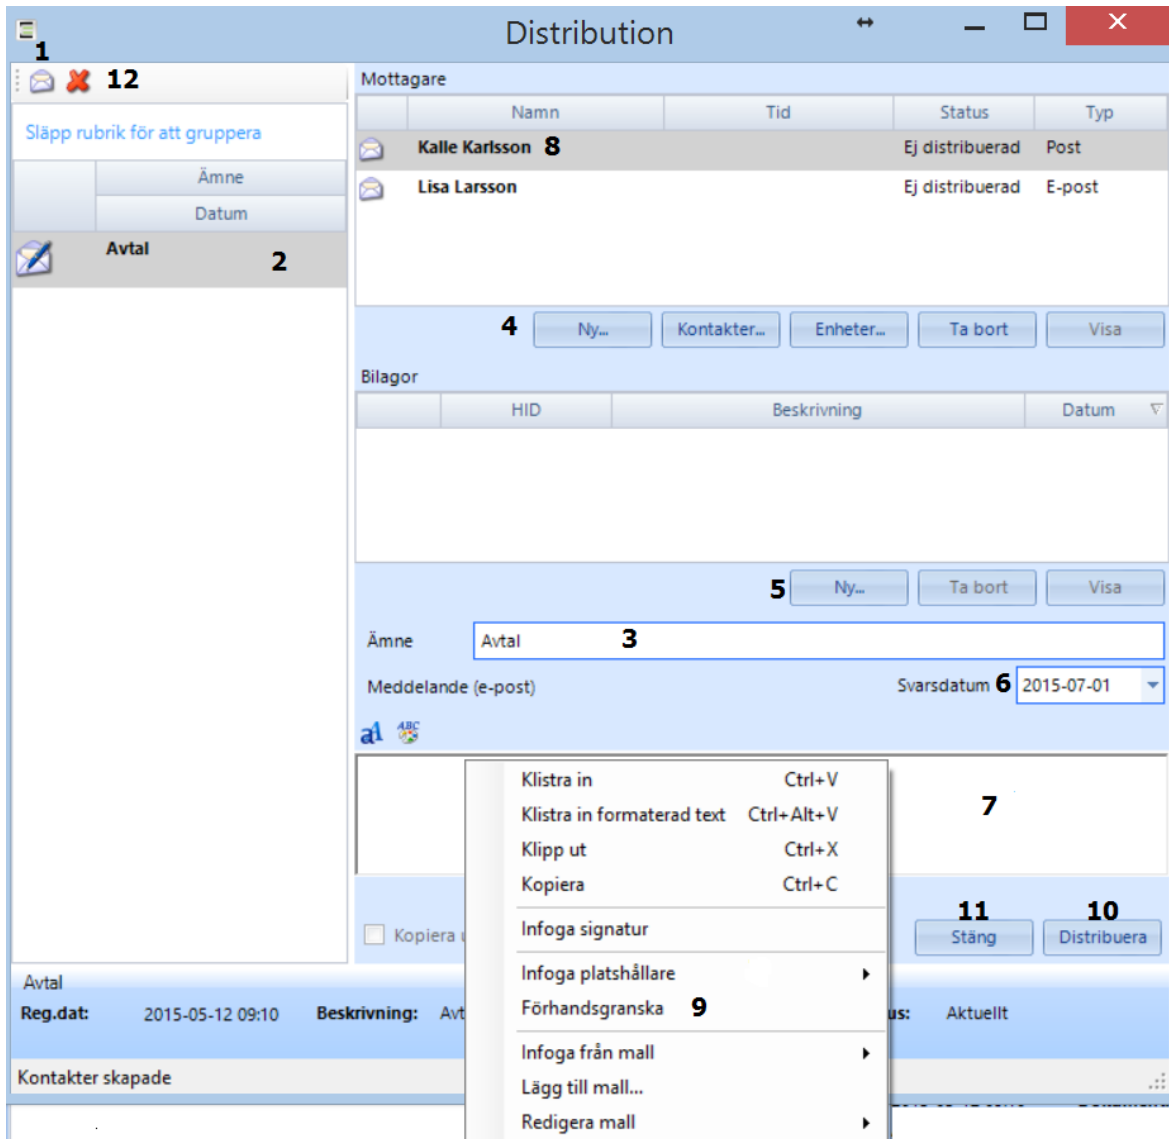 Distribution
1
12
Släpp rubrik för att gruppera
Ämne
Datum
Avtal 2
Mottagare
Namn Tid Status Typ
Kalle Karlsson 8 Ej distribuerad Post
Lisa Larsson Ej distribuerad E-post
4 Ny... Kontakter... Enheter... Ta bort Visa
Bilagor
HID Beskrivning Datum
5 Ny... Ta bort Visa
Ämne Avtal 3
Meddelande (e-post) Svarsdatum 6 2015-07-01
a1 ABC
7
Klistra in Ctrl+V
Klistra in formaterad text Ctrl+Alt+V
Klipp ut Ctrl+X
Kopiera Ctrl+C
Infoga signatur
Infoga platshållare
Förhandsgranska 9
Infoga från mall
Lägg till mall...
Redigera mall
Kopiera
11 10
Stäng Distribuera
Avtal
Reg.dat: 2015-05-12 09:10 Beskrivning: Avt us: Aktuellt
Kontakter skapade